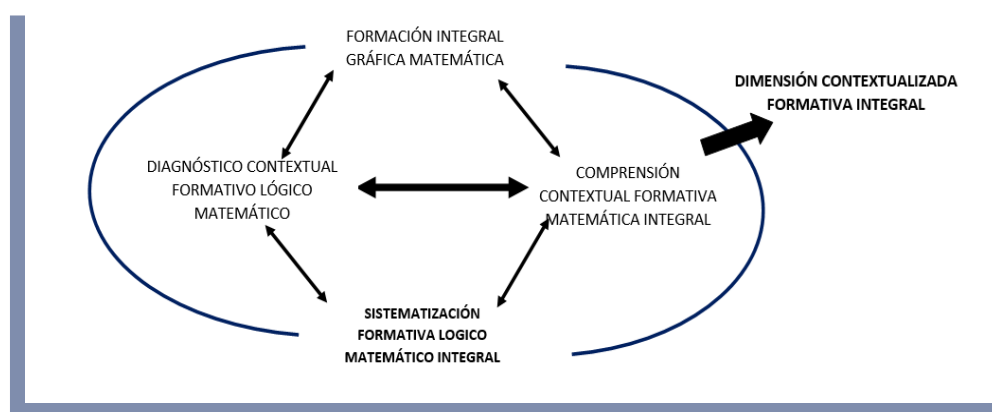 FORMACIÓN INTEGRAL
GRÁFICA MATEMÁTICA
DIMENSIÓN CONTEXTUALIZADA
FORMATIVA INTEGRAL
DIAGNÓSTICO CONTEXTUAL
FORMATIVO LÓGICO
MATEMÁTICO
COMPRENSIÓN
CONTEXTUAL FORMATIVA
MATEMÁTICA INTEGRAL
SISTEMATIZACIÓN
FORMATIVA LOGICO
MATEMÁTICO INTEGRAL